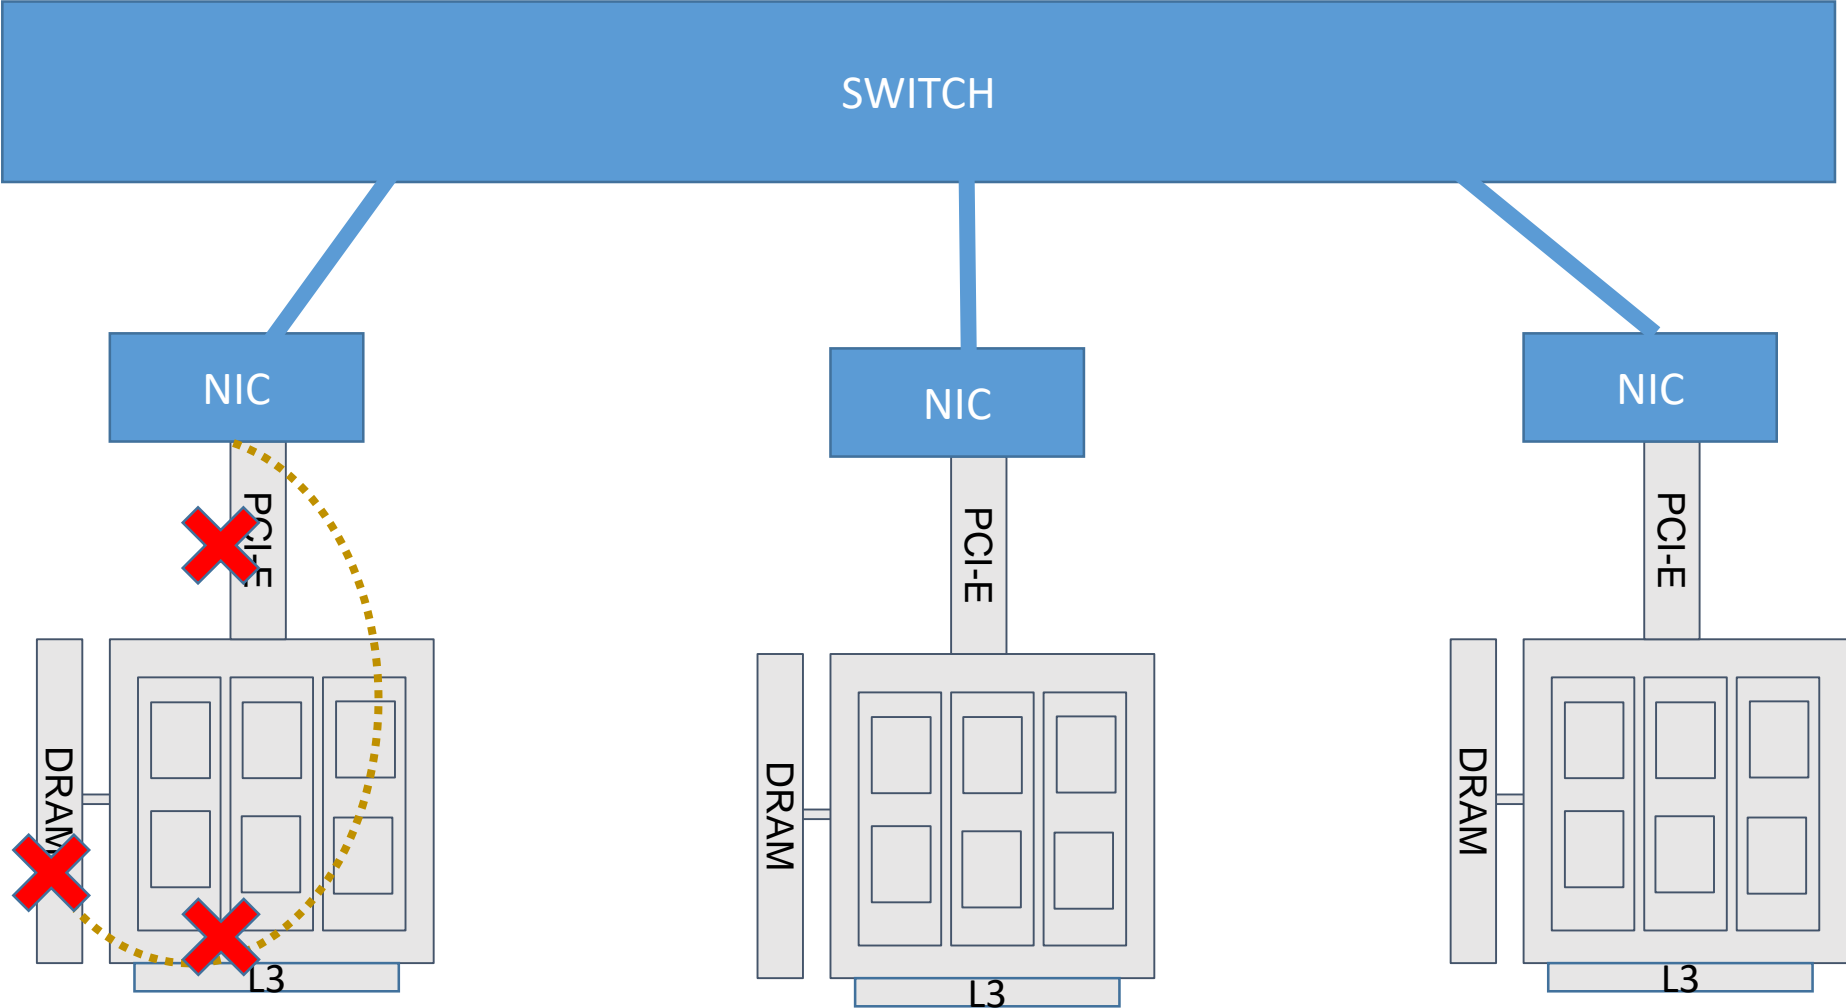 SWITCH
NIC
NIC
NIC
PCI-E
PCI-E
PCI-E
DRAM
DRAM
DRAM
L3
L3
L3